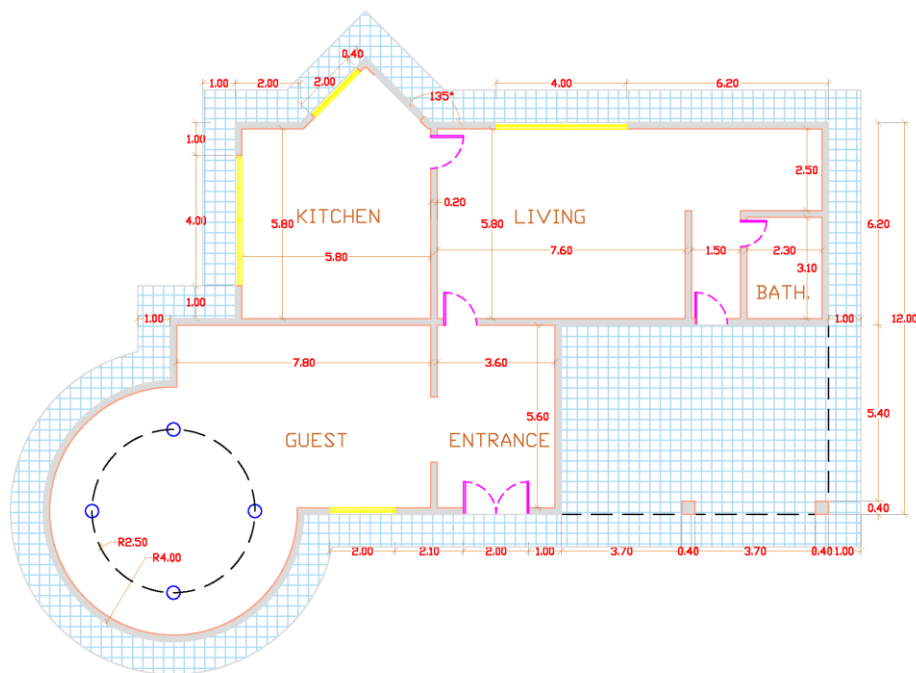 0.40
1.00 2.00 2.00 4.00 6.20
135°
1.00
2.50
0.20
KITCHEN LIVING
4.00 5.80 5.80 6.20
5.80 7.60 1.50 2.30
3.10
BATH.
1.00
1.00 1.00 12.00
7.80 3.60
5.60 5.40
GUEST ENTRANCE
0.40
R2.50
R4.00
2.00 2.10 2.00 1.00 3.70 0.40 3.70 0.40 1.00